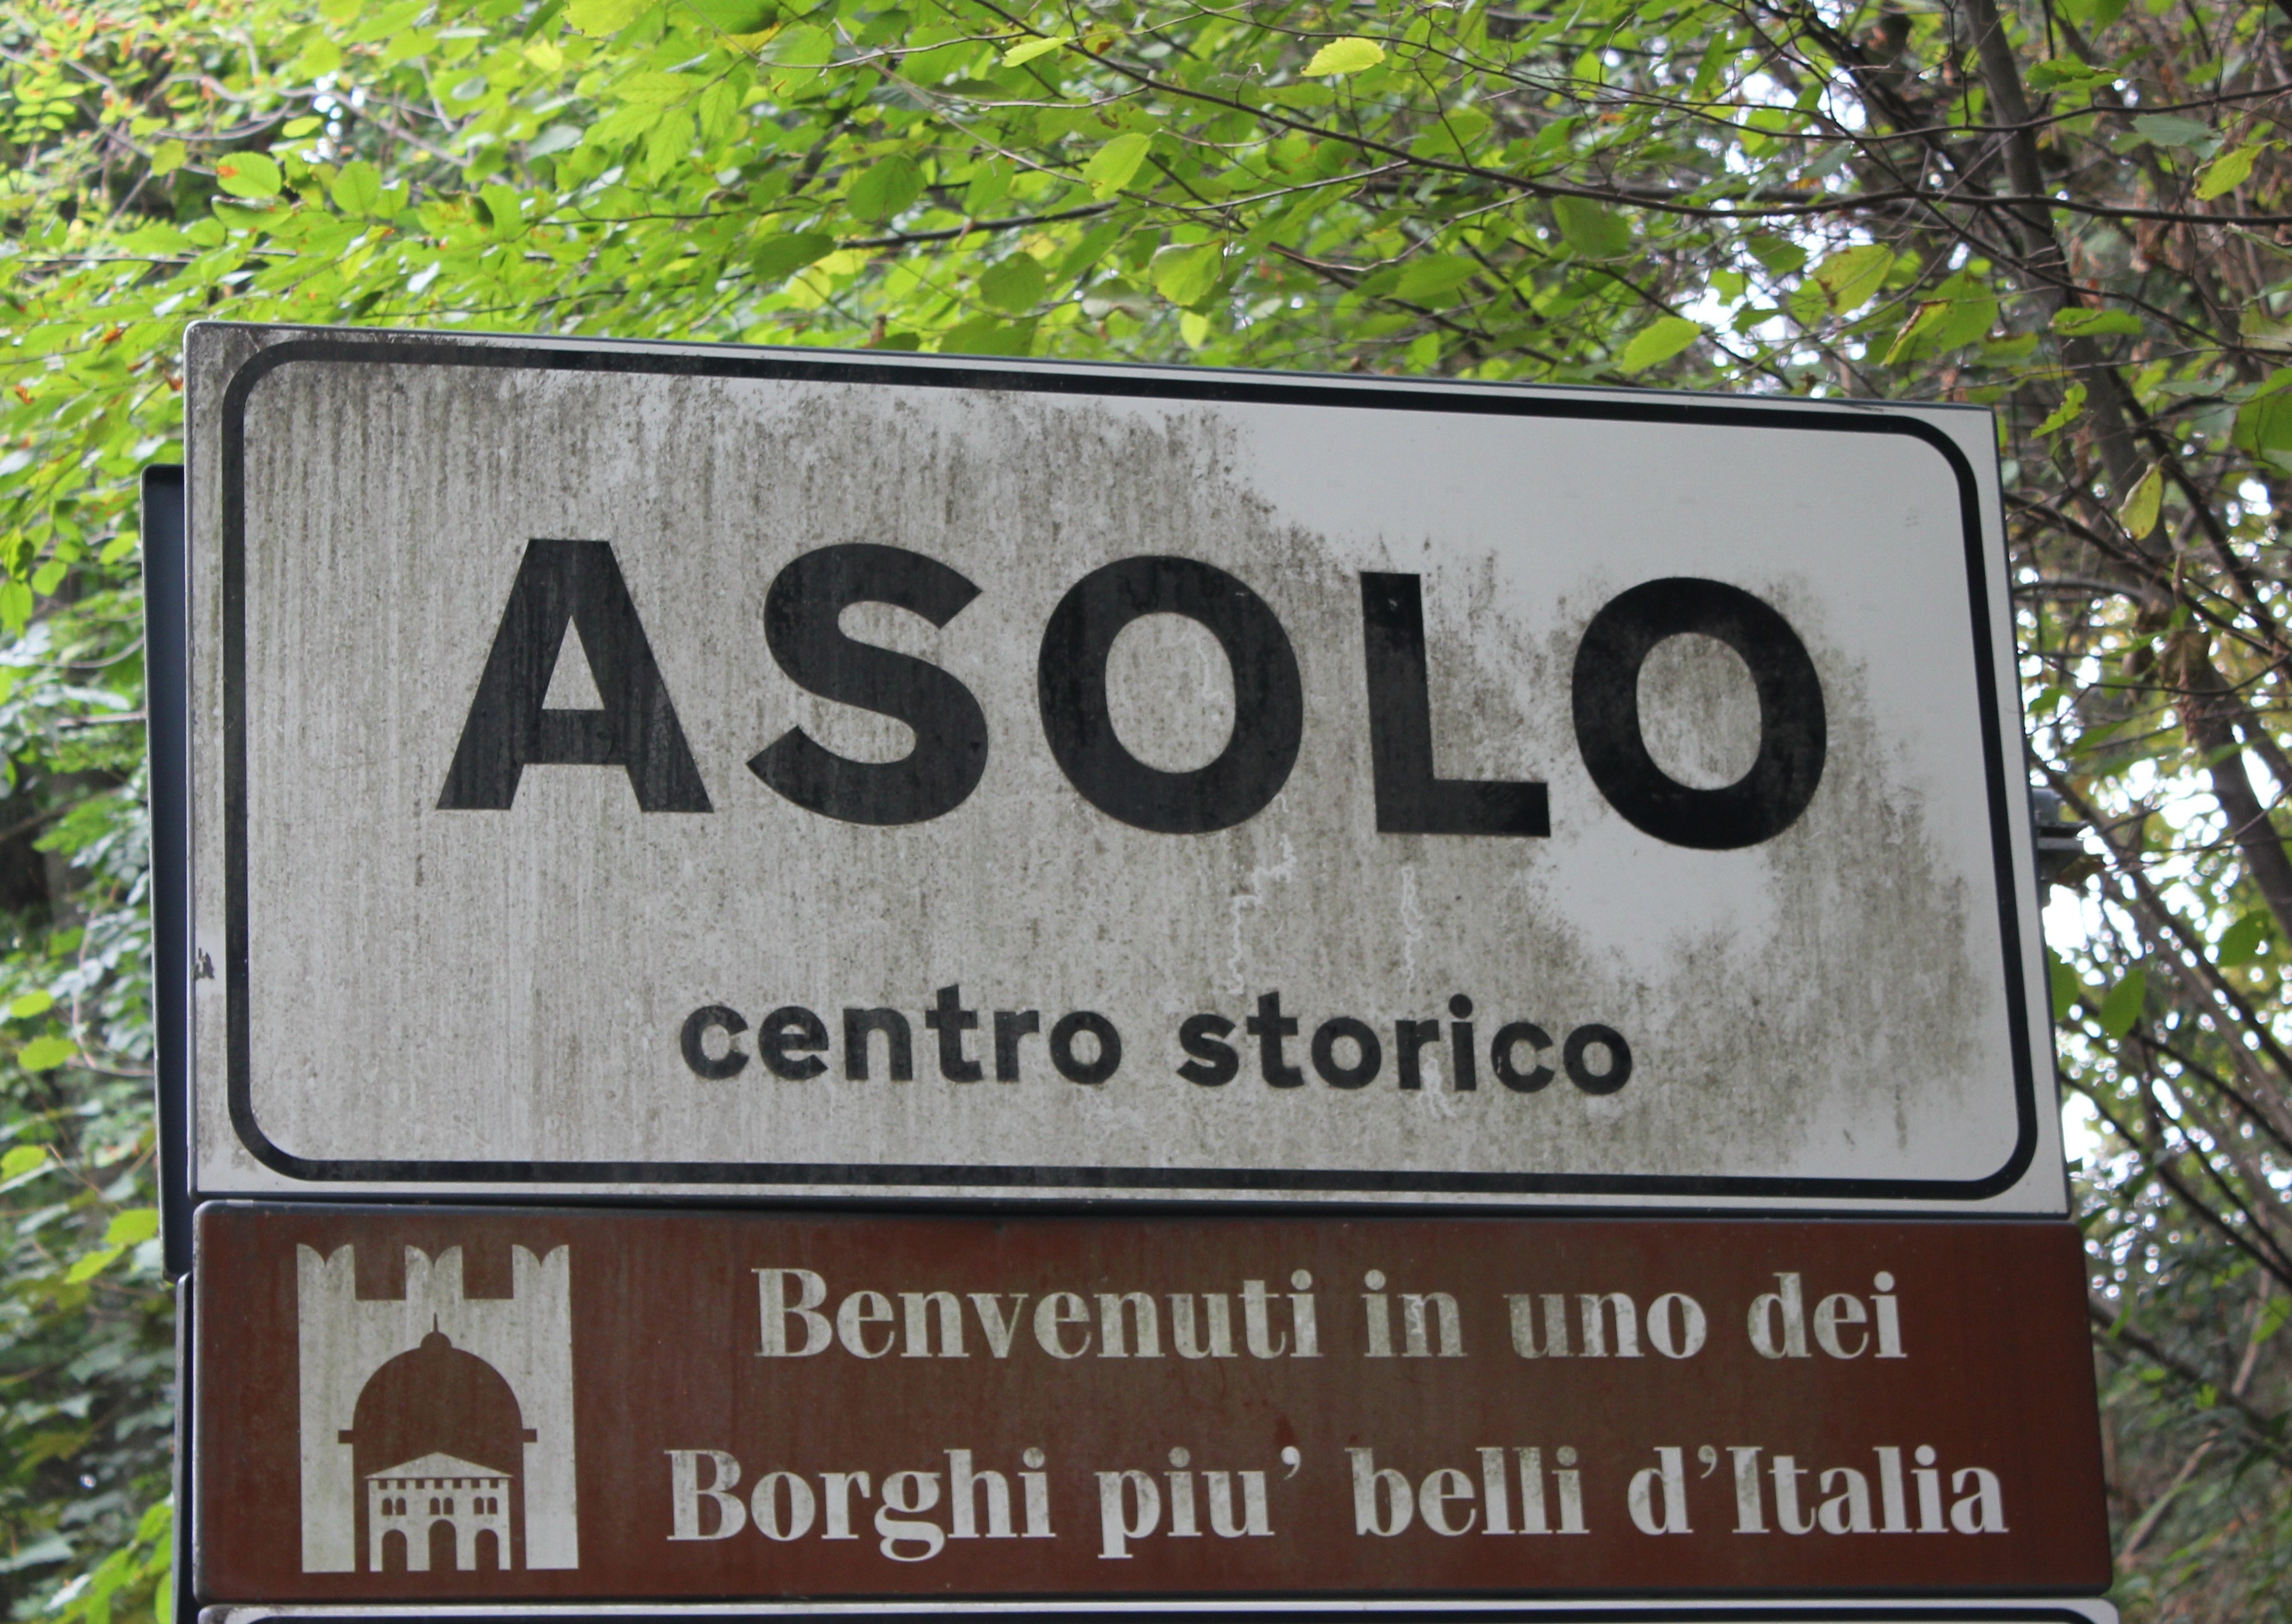 ASOLO
centro storico
Benvenuti in uno dei
Borghi piu' belli d'Italia